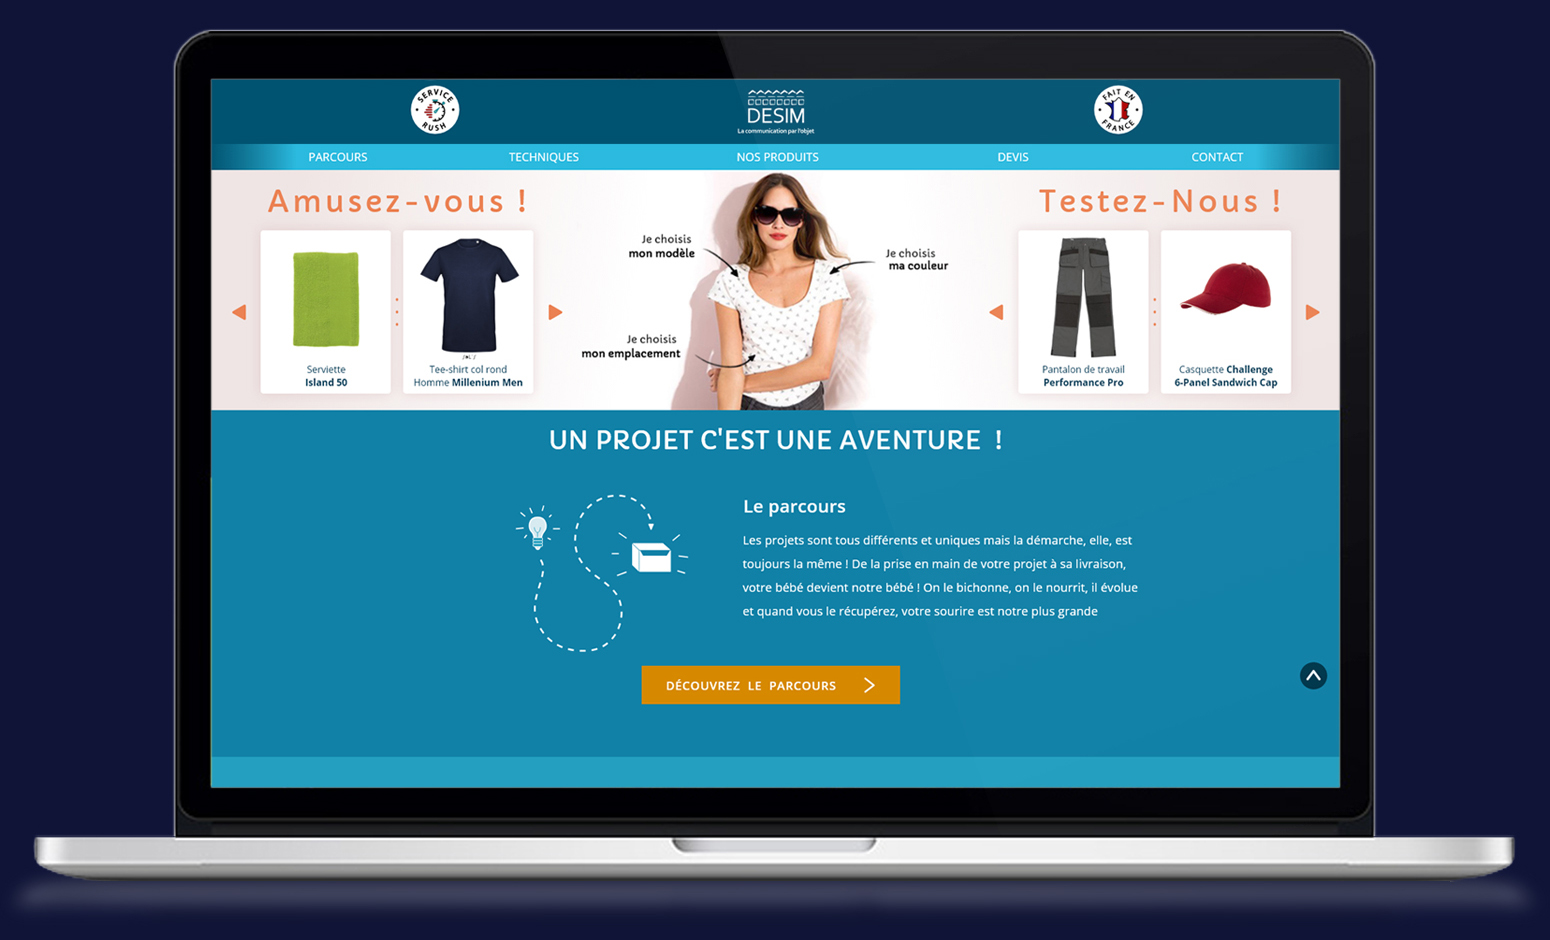 SERVICE RUSH
DESIM
La communication par l'objet
FAIT EN FRANCE
PARCOURS
TECHNIQUES
NOS PRODUITS
DEVIS
CONTACT
Amusez-vous !
Serviette
Island 50
Tee-shirt col rond
Homme Millenium Men
Je choisis
mon modèle
Je choisis
ma couleur
Je choisis
mon emplacement
Testez-Nous !
Pantalon de travail
Performance Pro
Casquette Challenge
6-Panel Sandwich Cap
UN PROJET C'EST UNE AVENTURE !
Le parcours
Les projets sont tous différents et uniques mais la démarche, elle, est
toujours la même ! De la prise en main de votre projet à sa livraison,
votre bébé devient notre bébé ! On le bichonne, on le nourrit, il évolue
et quand vous le récupérez, votre sourire est notre plus grande
DÉCOUVREZ LE PARCOURS